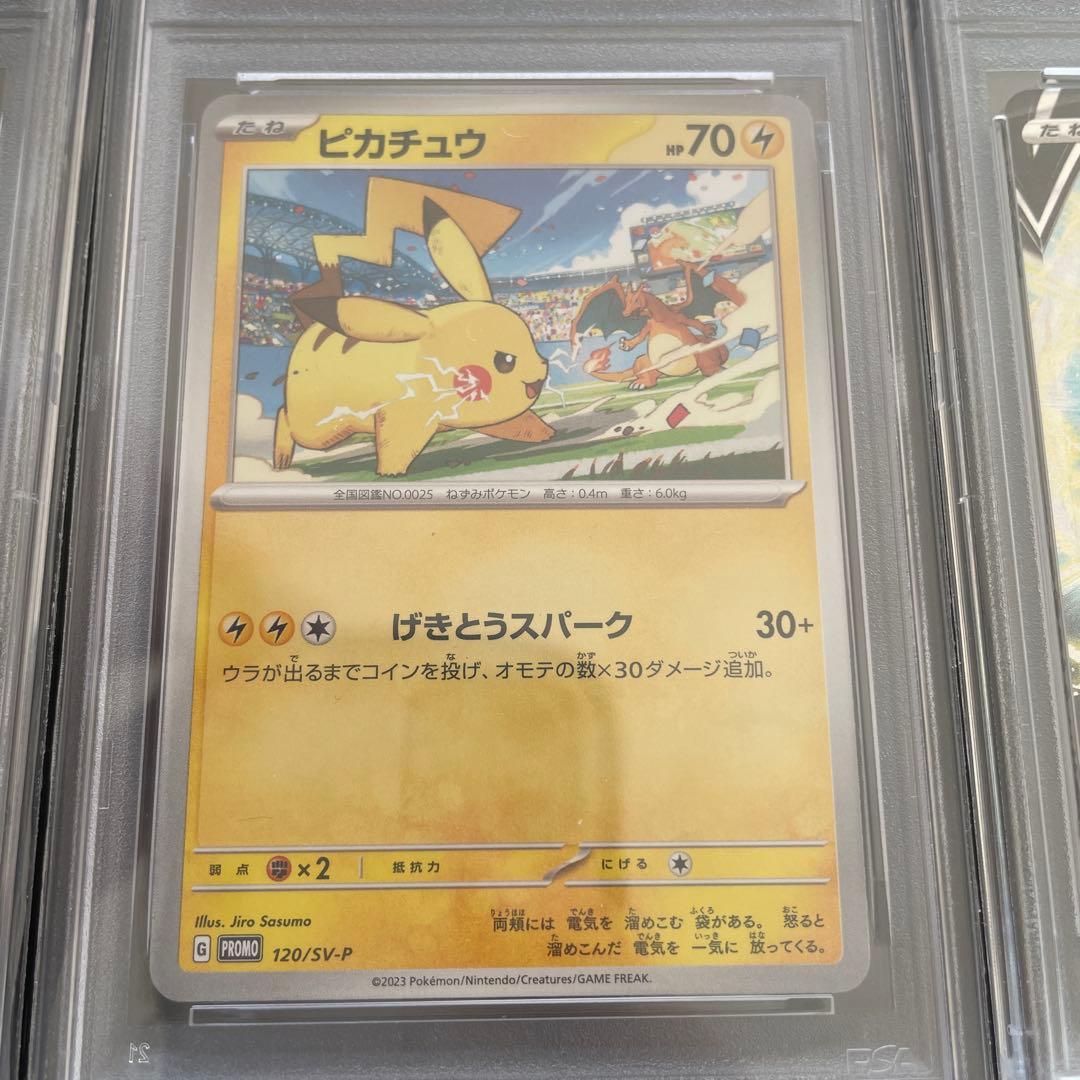 たね ピカチュウ HP 70
全国図鑑NO.0025 ねずみポケモン 高さ:0.4m 重さ:6.0kg
げきとうスパーク 30+
ウラが出るまでコインを投げ、オモテの数×30ダメージ追加。
弱点 ×2 抵抗力 にげる
Illus. Jiro Sasumo
両頬には 電気を 溜めこむ 袋がある。 怒ると
溜めこんだ 電気を 一気に 放ってくる。
G PROMO 120/SV-P
©2023 Pokémon/Nintendo/Creatures/GAME FREAK.
たね
21
PSA